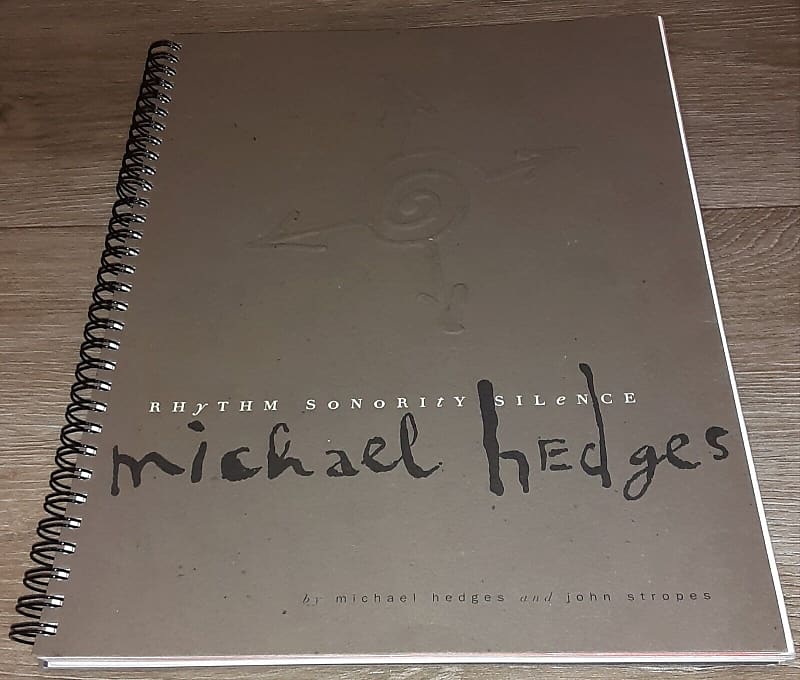 RHyTHM SoNORItY SILeNCE
michael hEdges
by michael hedges and john stropes